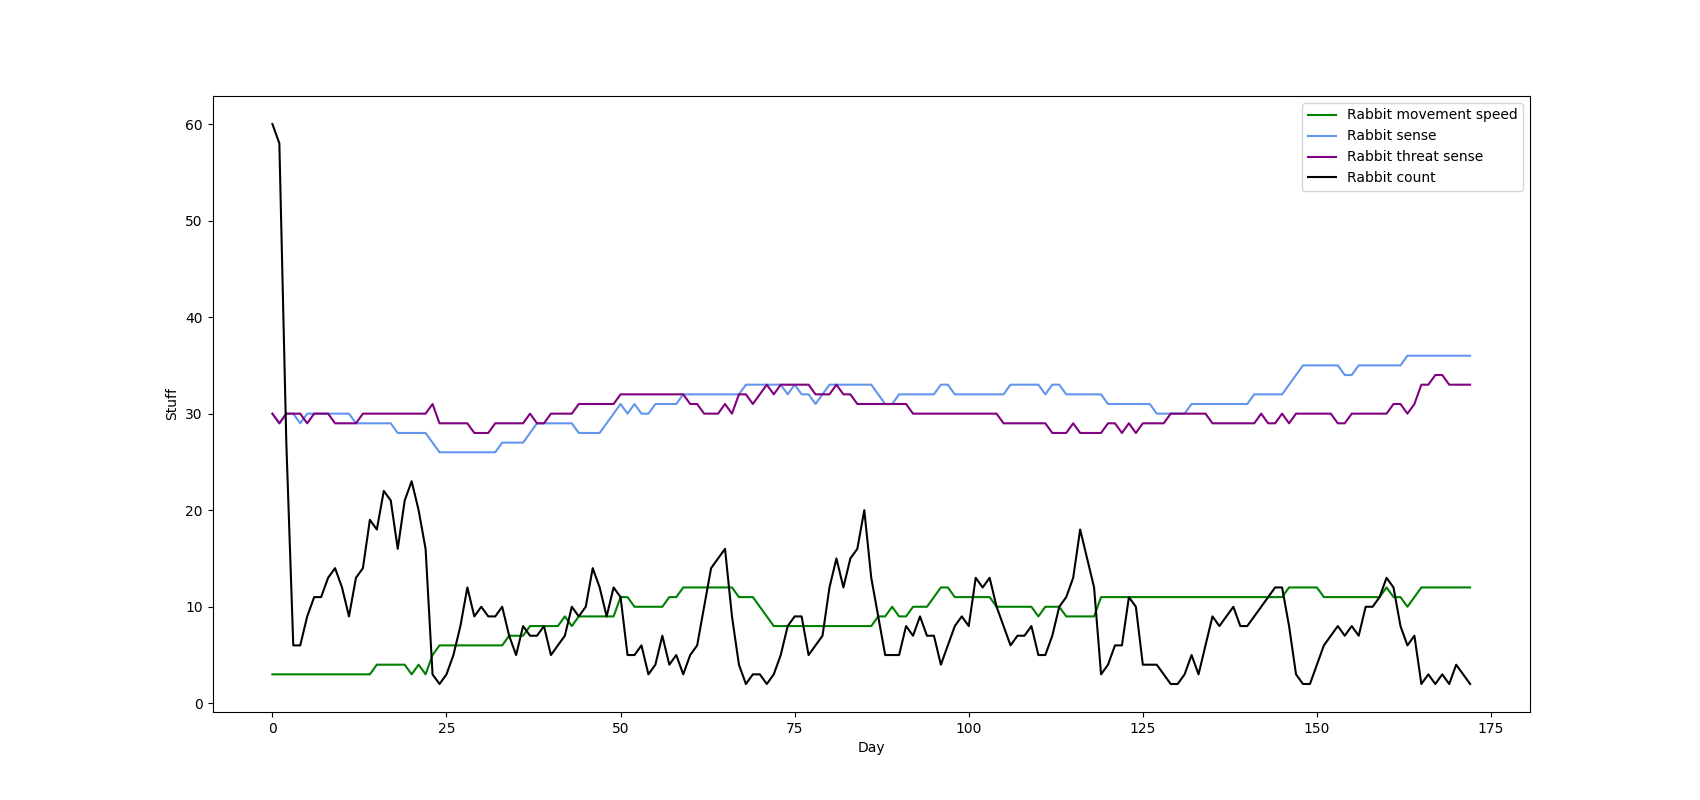 Rabbit movement speed
Rabbit sense
Rabbit threat sense
Rabbit count
60
50
40
30
20
10
0
Stuff
0 25 50 75 100 125 150 175
Day